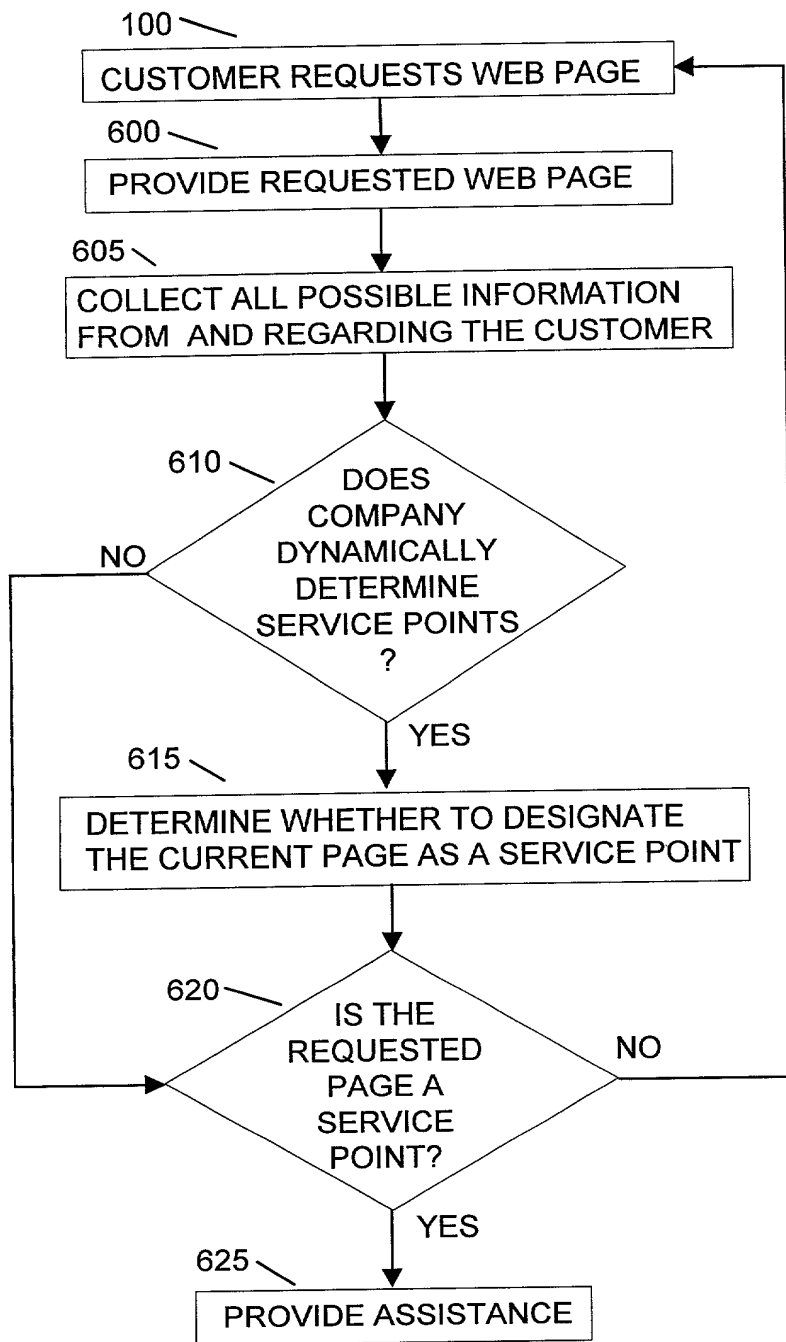 100
CUSTOMER REQUESTS WEB PAGE
600
PROVIDE REQUESTED WEB PAGE
605
COLLECT ALL POSSIBLE INFORMATION
FROM AND REGARDING THE CUSTOMER
610
DOES
COMPANY
DYNAMICALLY
DETERMINE
SERVICE POINTS
?
NO
YES
615
DETERMINE WHETHER TO DESIGNATE
THE CURRENT PAGE AS A SERVICE POINT
620
IS THE
REQUESTED
PAGE A
SERVICE
POINT?
NO
YES
625
PROVIDE ASSISTANCE